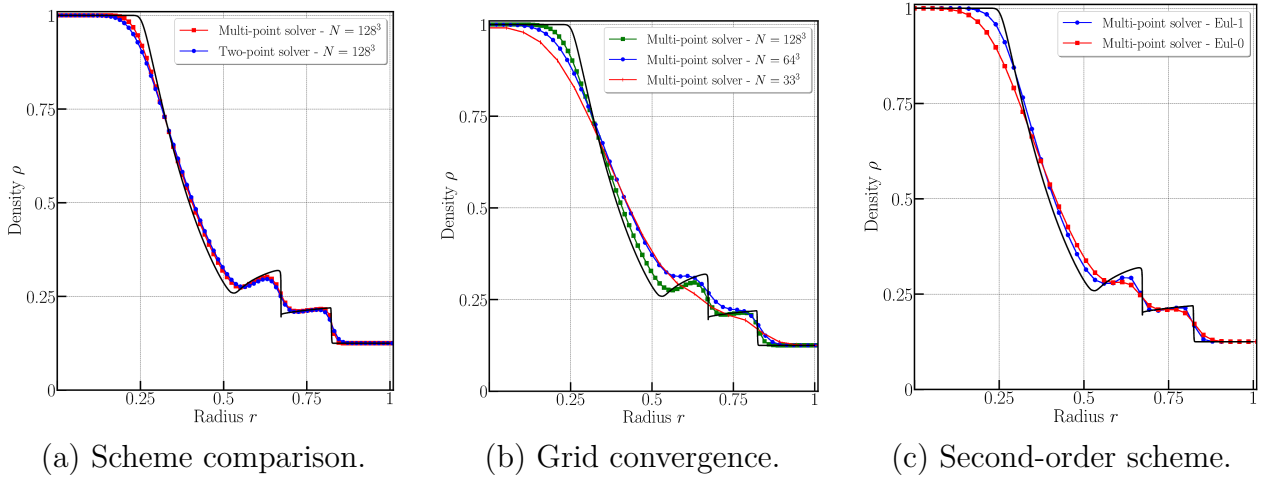 1
0.75
0.5
0.25
0
Density ρ
0.25
0.5
0.75
1
Radius r
Multi-point solver - N = 128³
Two-point solver - N = 128³
(a) Scheme comparison.
1
0.75
0.5
0.25
0
Density ρ
0.25
0.5
0.75
1
Radius r
Multi-point solver - N = 128³
Multi-point solver - N = 64³
Multi-point solver - N = 33³
(b) Grid convergence.
1
0.75
0.5
0.25
0
Density ρ
0.25
0.5
0.75
1
Radius r
Multi-point solver - Eul-1
Multi-point solver - Eul-0
(c) Second-order scheme.